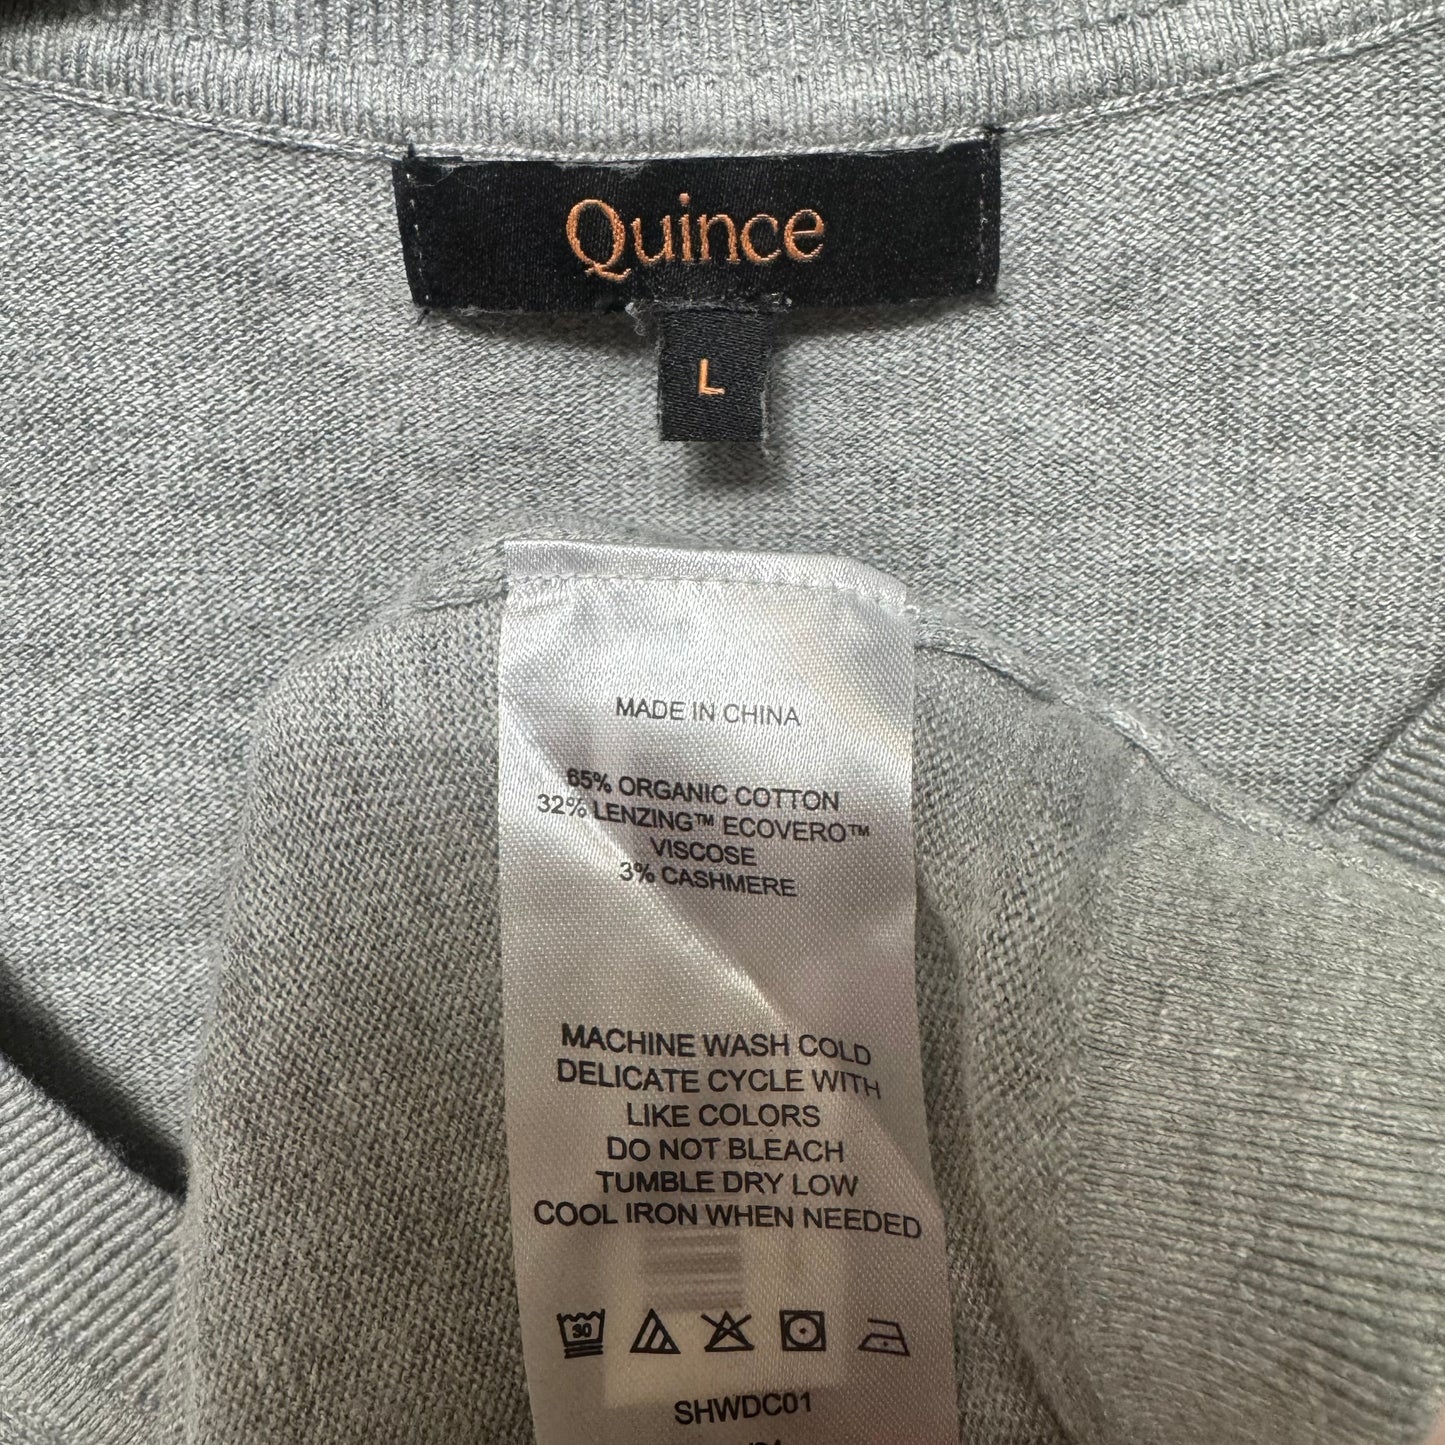 Quince
L
MADE IN CHINA
65% ORGANIC COTTON
32% LENZING™ ECOVERO™
VISCOSE
3% CASHMERE
MACHINE WASH COLD
DELICATE CYCLE WITH
LIKE COLORS
DO NOT BLEACH
TUMBLE DRY LOW
COOL IRON WHEN NEEDED
30
SHWDC01